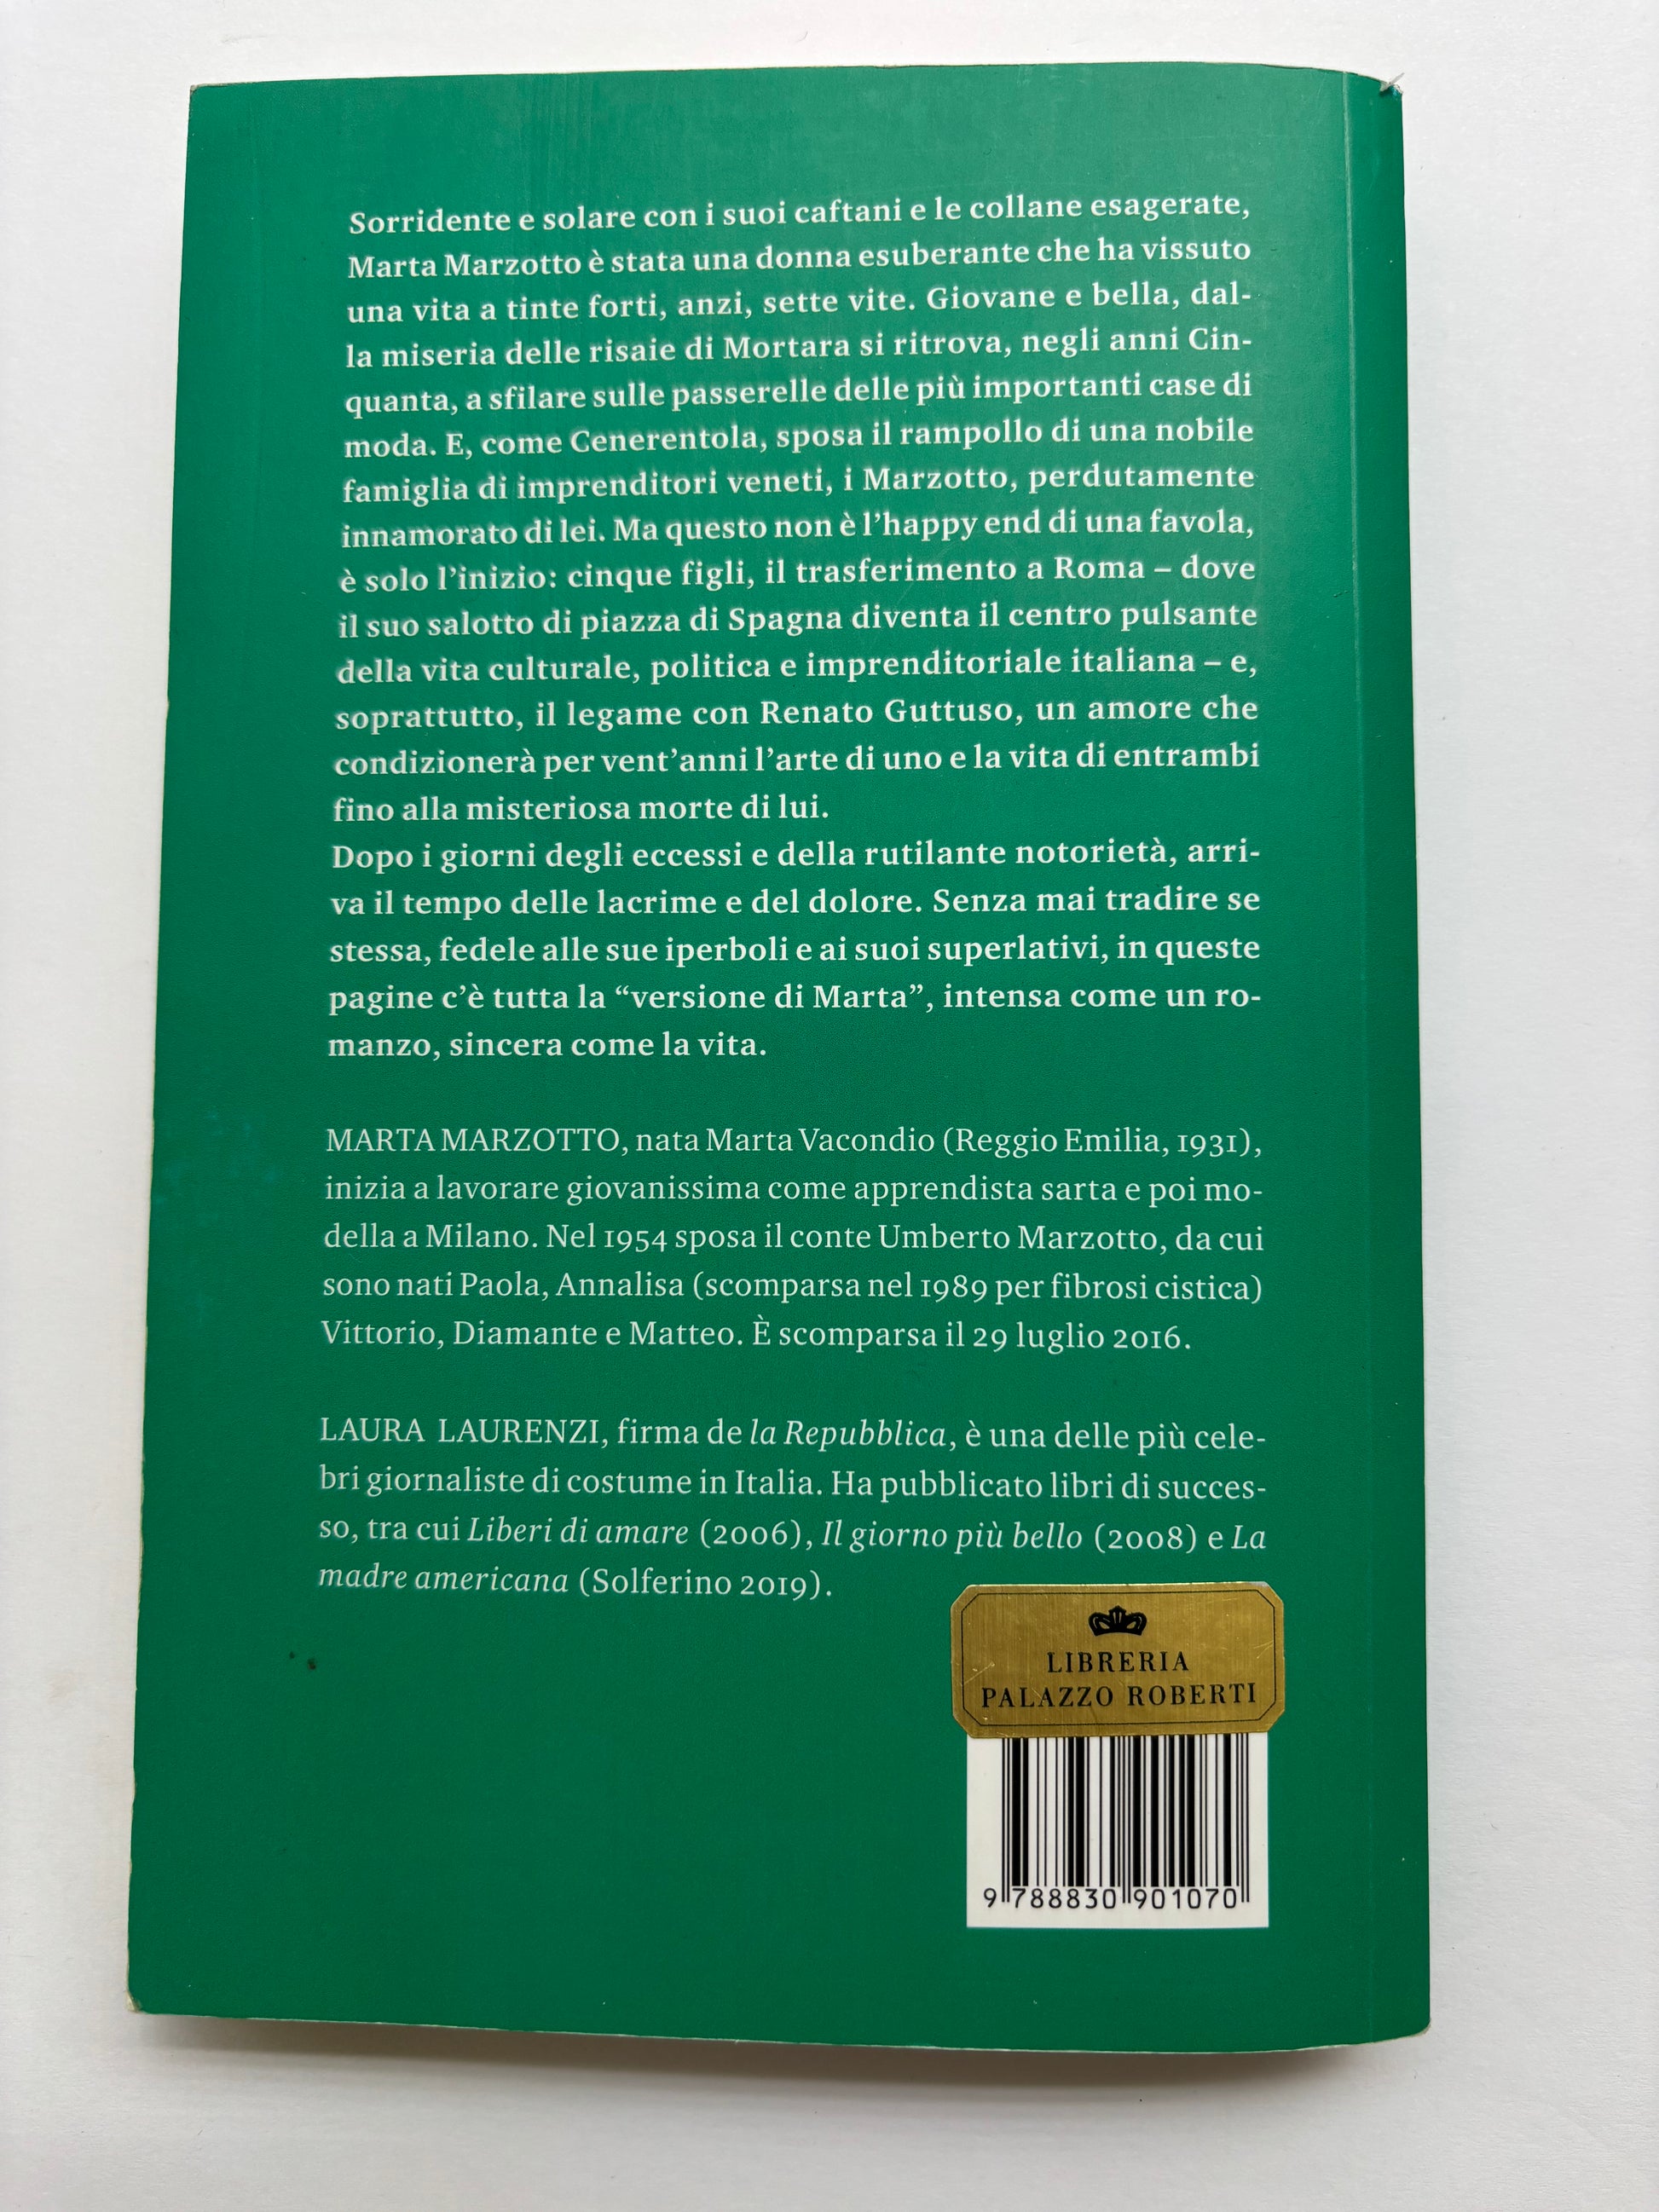 Sorridente e solare con i suoi caftani e le collane esagerate,
Marta Marzotto è stata una donna esuberante che ha vissuto
una vita a tinte forti, anzi, sette vite. Giovane e bella, dal-
la miseria delle risaie di Mortara si ritrova, negli anni Cin-
quanta, a sfilare sulle passerelle delle più importanti case di
moda. E, come Cenerentola, sposa il rampollo di una nobile
famiglia di imprenditori veneti, i Marzotto, perdutamente
innamorato di lei. Ma questo non è l’happy end di una favola,
è solo l’inizio: cinque figli, il trasferimento a Roma – dove
il suo salotto di piazza di Spagna diventa il centro pulsante
della vita culturale, politica e imprenditoriale italiana – e,
soprattutto, il legame con Renato Guttuso, un amore che
condizionerà per vent’anni l’arte di uno e la vita di entrambi
fino alla misteriosa morte di lui.
Dopo i giorni degli eccessi e della rutilante notorietà, arri-
va il tempo delle lacrime e del dolore. Senza mai tradire se
stessa, fedele alle sue iperboli e ai suoi superlativi, in queste
pagine c’è tutta la “versione di Marta”, intensa come un ro-
manzo, sincera come la vita.
MARTA MARZOTTO, nata Marta Vacondio (Reggio Emilia, 1931),
inizia a lavorare giovanissima come apprendista sarta e poi mo-
della a Milano. Nel 1954 sposa il conte Umberto Marzotto, da cui
sono nati Paola, Annalisa (scomparsa nel 1989 per fibrosi cistica)
Vittorio, Diamante e Matteo. È scomparsa il 29 luglio 2016.
LAURA LAURENZI, firma de la Repubblica, è una delle più cele-
bri giornaliste di costume in Italia. Ha pubblicato libri di succes-
so, tra cui Liberi di amare (2006), Il giorno più bello (2008) e La
madre americana (Solferino 2019).
LIBRERIA
PALAZZO ROBERTI
9 788830 901070